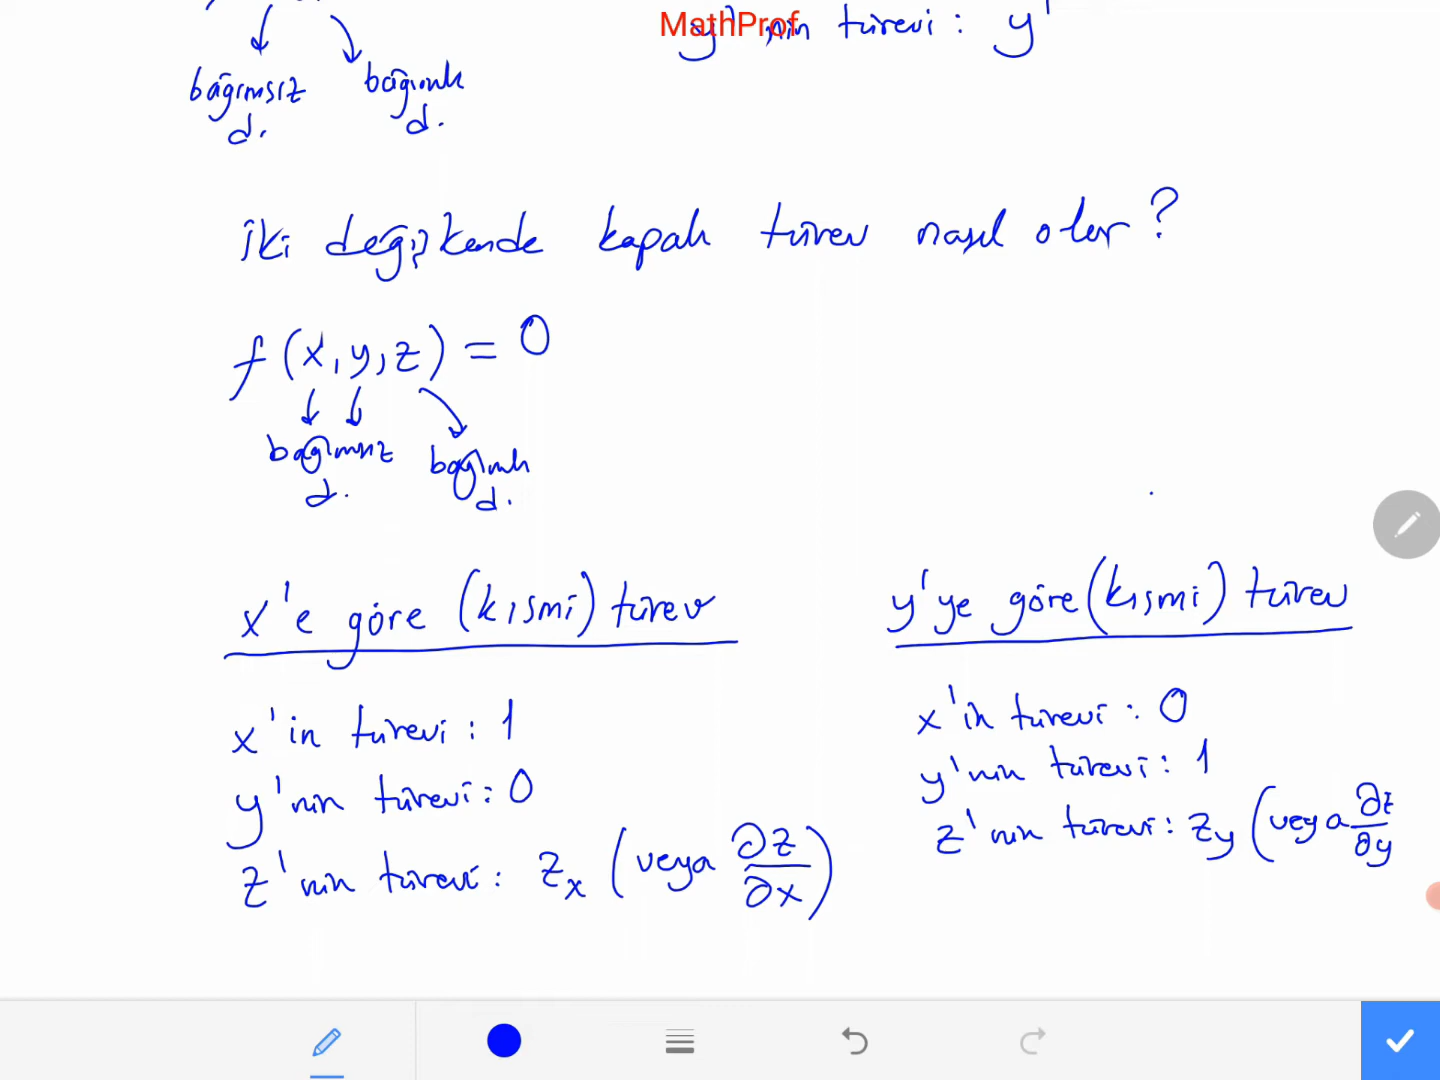 MathProf
y'nin türevi : y'
bağımsız d.
bağımlı d.
İki değişkende kapalı türev nasıl olur?
f(x,y,z) = 0
bağımsız d.
bağımlı d.
x'e göre (kısmi) türev
x'in türevi : 1
y'nin türevi : 0
z'nin türevi : z_x (veya ∂z/∂x)
y'ye göre (kısmi) türev
x'in türevi : 0
y'nin türevi : 1
z'nin türevi : z_y (veya ∂z/∂y